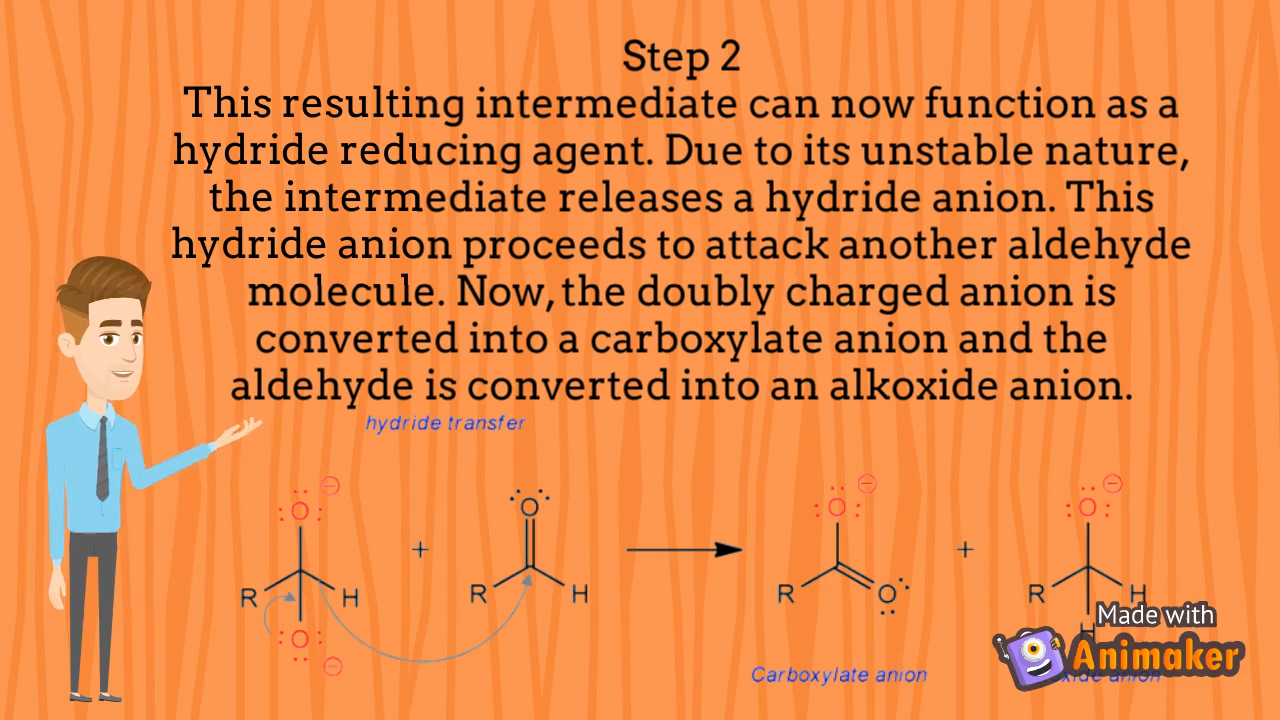 Step 2
This resulting intermediate can now function as a
hydride reducing agent. Due to its unstable nature,
the intermediate releases a hydride anion. This
hydride anion proceeds to attack another aldehyde
molecule. Now, the doubly charged anion is
converted into a carboxylate anion and the
aldehyde is converted into an alkoxide anion.
hydride transfer
O O O O
+ +
R H R H R O R H
O H
Made with
Animaker
Carboxylate anion anion